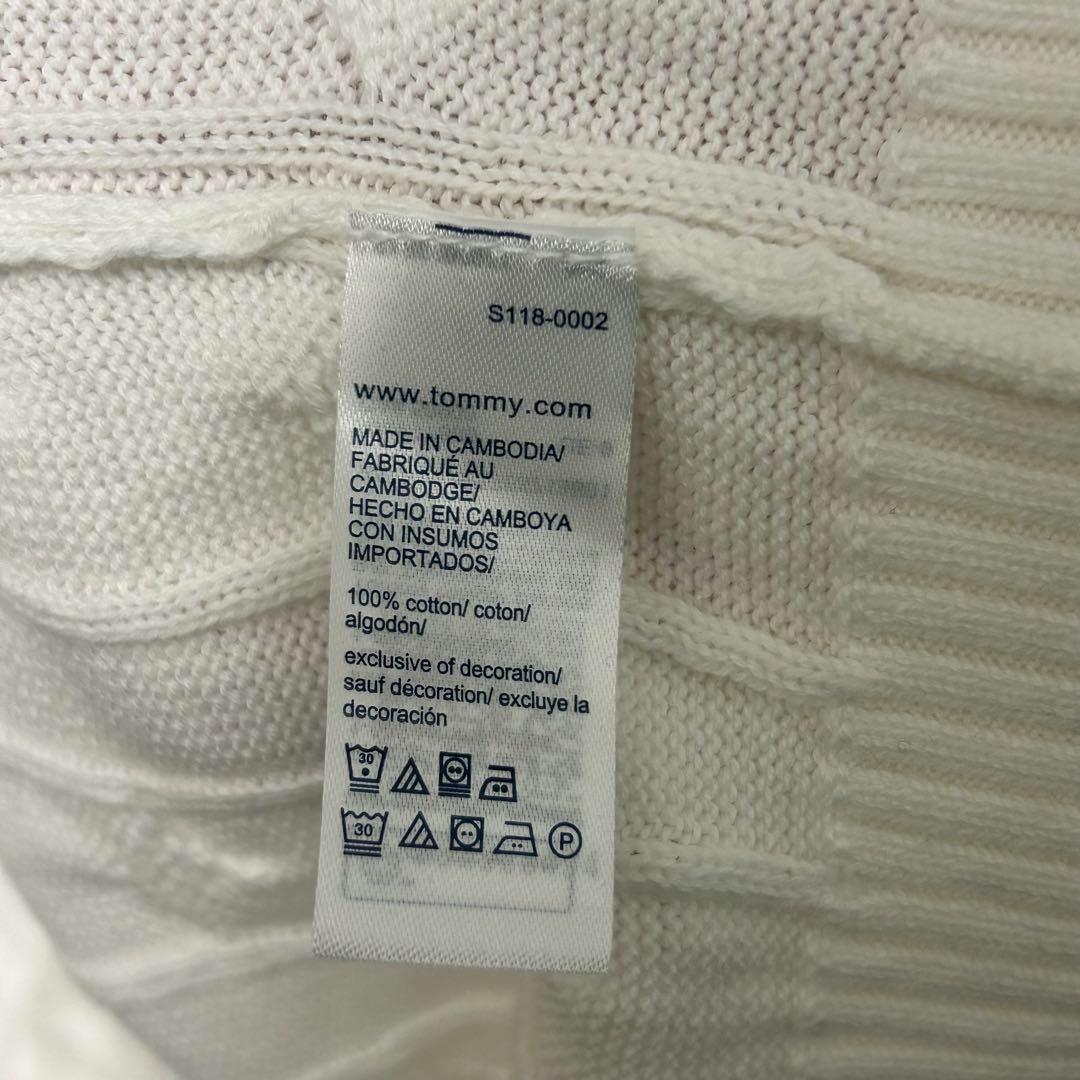 S118-0002
www.tommy.com
MADE IN CAMBODIA/
FABRIQUÉ AU
CAMBODGE/
HECHO EN CAMBOYA
CON INSUMOS
IMPORTADOS/
100% cotton/ coton/
algodón/
exclusive of decoration/
sauf décoration/ excluye la
decoración
30
30 P